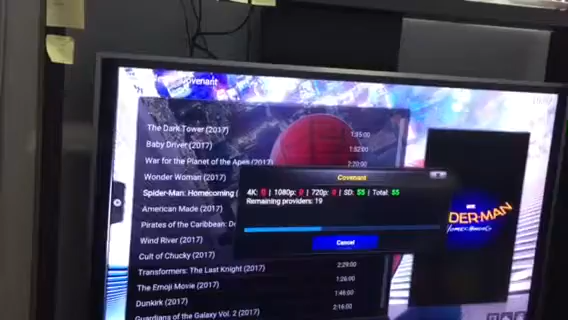 Covenant
The Dark Tower (2017)
1:35:00
Baby Driver (2017)
1:52:00
War for the Planet of the Apes (2017)
2:20:00
Wonder Woman (2017)
Spider-Man: Homecoming (
American Made (2017)
Pirates of the Caribbean: De
Wind River (2017)
Cult of Chucky (2017)
Transformers: The Last Knight (2017)
2:29:00
The Emoji Movie (2017)
1:26:00
Dunkirk (2017)
1:46:00
Guardians of the Galaxy Vol. 2 (2017)
2:16:00
Covenant
4K: 0 | 1080p: 0 | 720p: 0 | SD: 55 | Total: 55
Remaining providers: 19
Cancel
DER-MAN
HOMECOMING